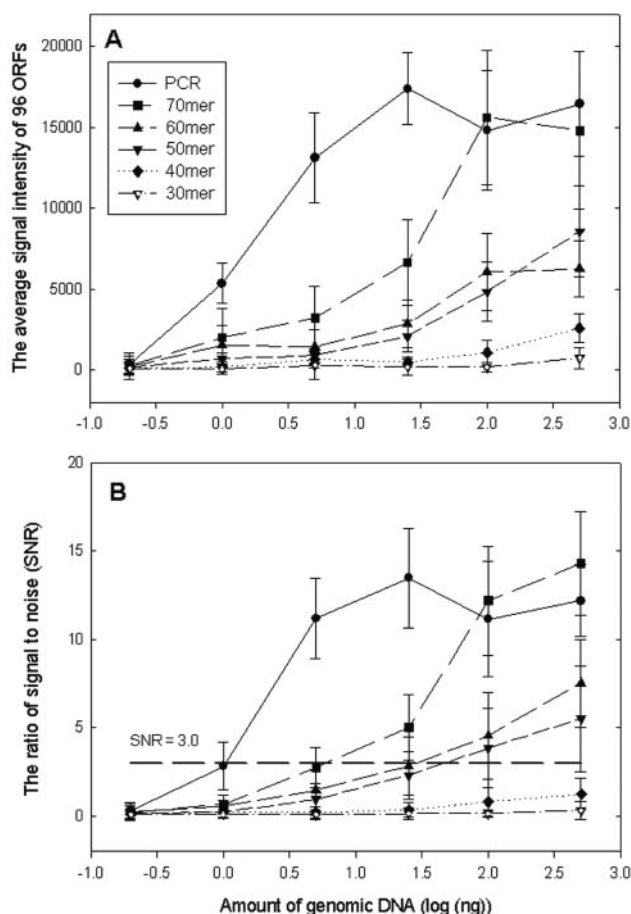 A
PCR
70mer
60mer
50mer
40mer
30mer
The average signal intensity of 96 ORFs
20000
15000
10000
5000
0
-1.0 -0.5 0.0 0.5 1.0 1.5 2.0 2.5 3.0
B
SNR = 3.0
The ratio of signal to noise (SNR)
20
15
10
5
0
-1.0 -0.5 0.0 0.5 1.0 1.5 2.0 2.5 3.0
Amount of genomic DNA (log (ng))